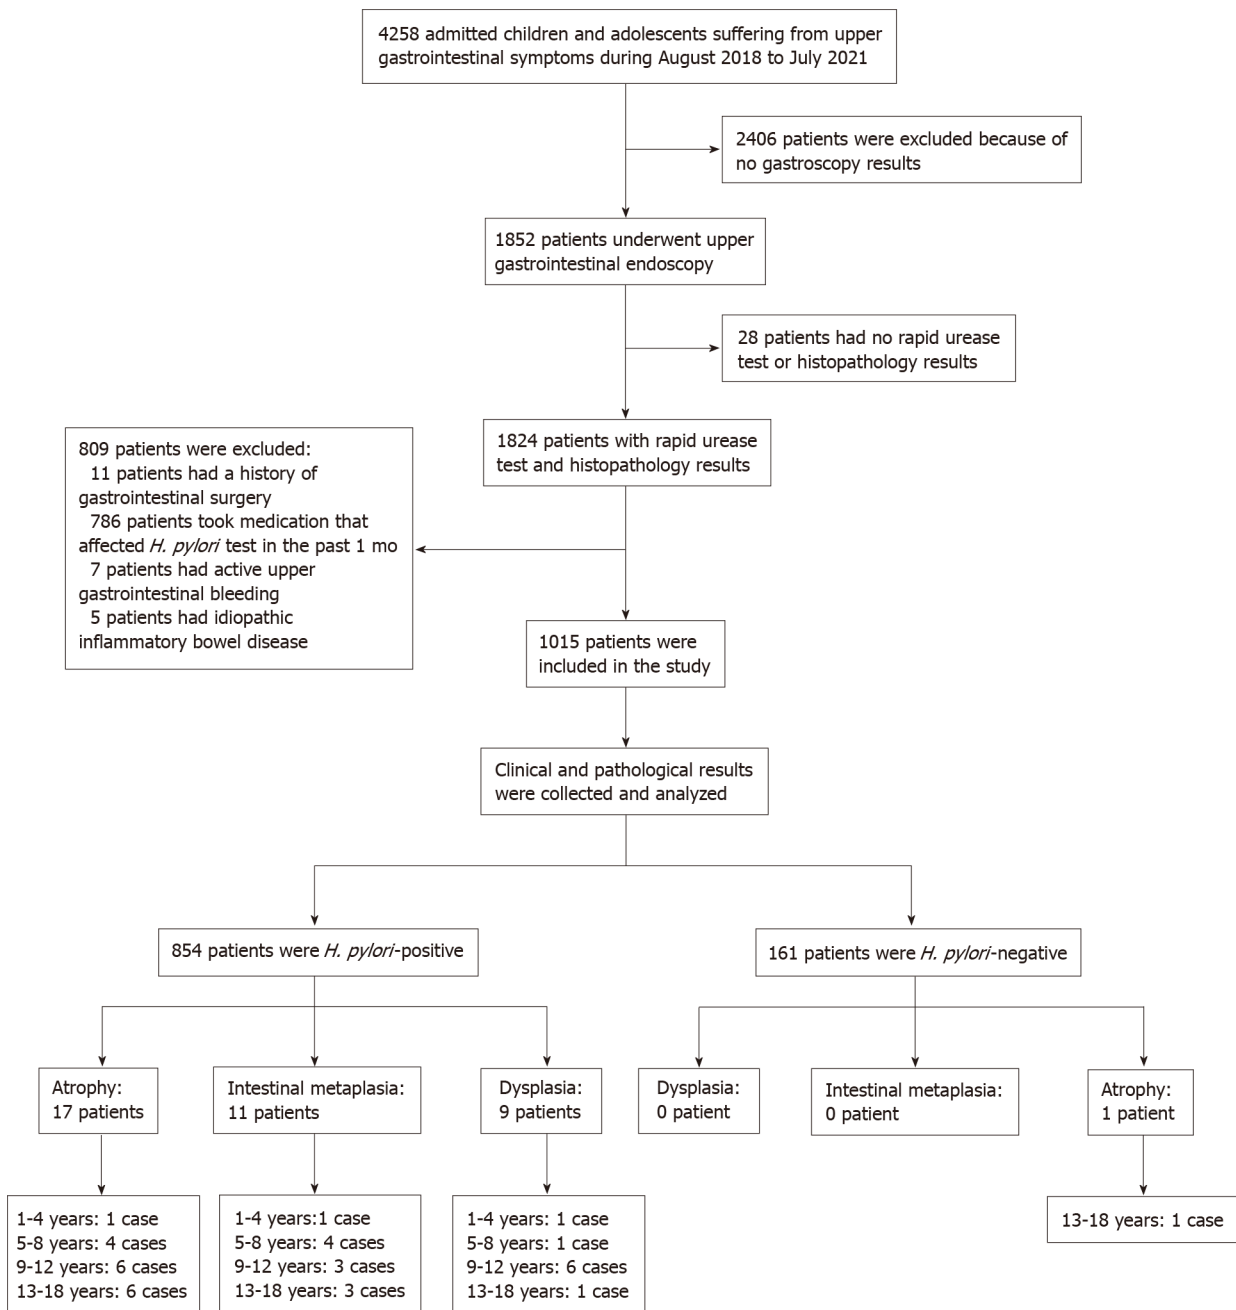 4258 admitted children and adolescents suffering from upper
gastrointestinal symptoms during August 2018 to July 2021
2406 patients were excluded because of
no gastroscopy results
1852 patients underwent upper
gastrointestinal endoscopy
28 patients had no rapid urease
test or histopathology results
1824 patients with rapid urease
test and histopathology results
809 patients were excluded:
11 patients had a history of
gastrointestinal surgery
786 patients took medication that
affected H. pylori test in the past 1 mo
7 patients had active upper
gastrointestinal bleeding
5 patients had idiopathic
inflammatory bowel disease
1015 patients were
included in the study
Clinical and pathological results
were collected and analyzed
854 patients were H. pylori-positive
161 patients were H. pylori-negative
Atrophy:
17 patients
Intestinal metaplasia:
11 patients
Dysplasia:
9 patients
Dysplasia:
0 patient
Intestinal metaplasia:
0 patient
Atrophy:
1 patient
1-4 years: 1 case
5-8 years: 4 cases
9-12 years: 6 cases
13-18 years: 6 cases
1-4 years:1 case
5-8 years: 4 cases
9-12 years: 3 cases
13-18 years: 3 cases
1-4 years: 1 case
5-8 years: 1 case
9-12 years: 6 cases
13-18 years: 1 case
13-18 years: 1 case